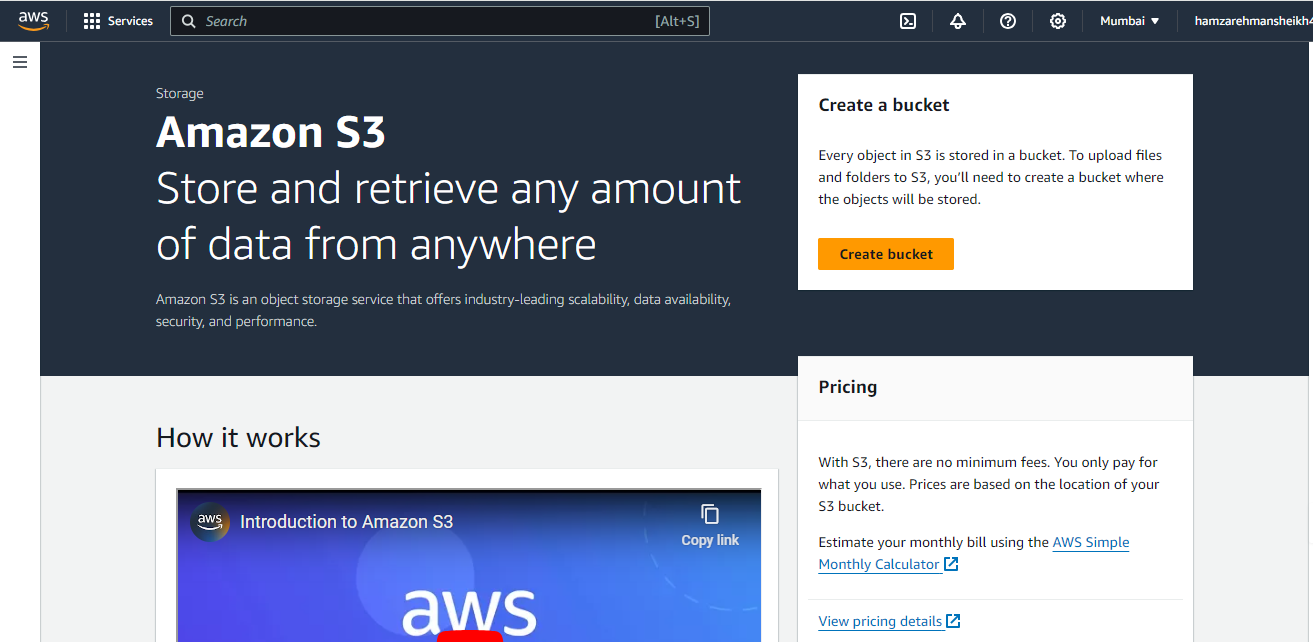 aws
Services
Search
[Alt+S]
Mumbai
hamzarehmansheikh4
Storage
Amazon S3
Store and retrieve any amount
of data from anywhere
Amazon S3 is an object storage service that offers industry-leading scalability, data availability,
security, and performance.
Create a bucket
Every object in S3 is stored in a bucket. To upload files
and folders to S3, you'll need to create a bucket where
the objects will be stored.
Create bucket
How it works
aws
Introduction to Amazon S3
Copy link
aws
Pricing
With S3, there are no minimum fees. You only pay for
what you use. Prices are based on the location of your
S3 bucket.
Estimate your monthly bill using the AWS Simple
Monthly Calculator
View pricing details